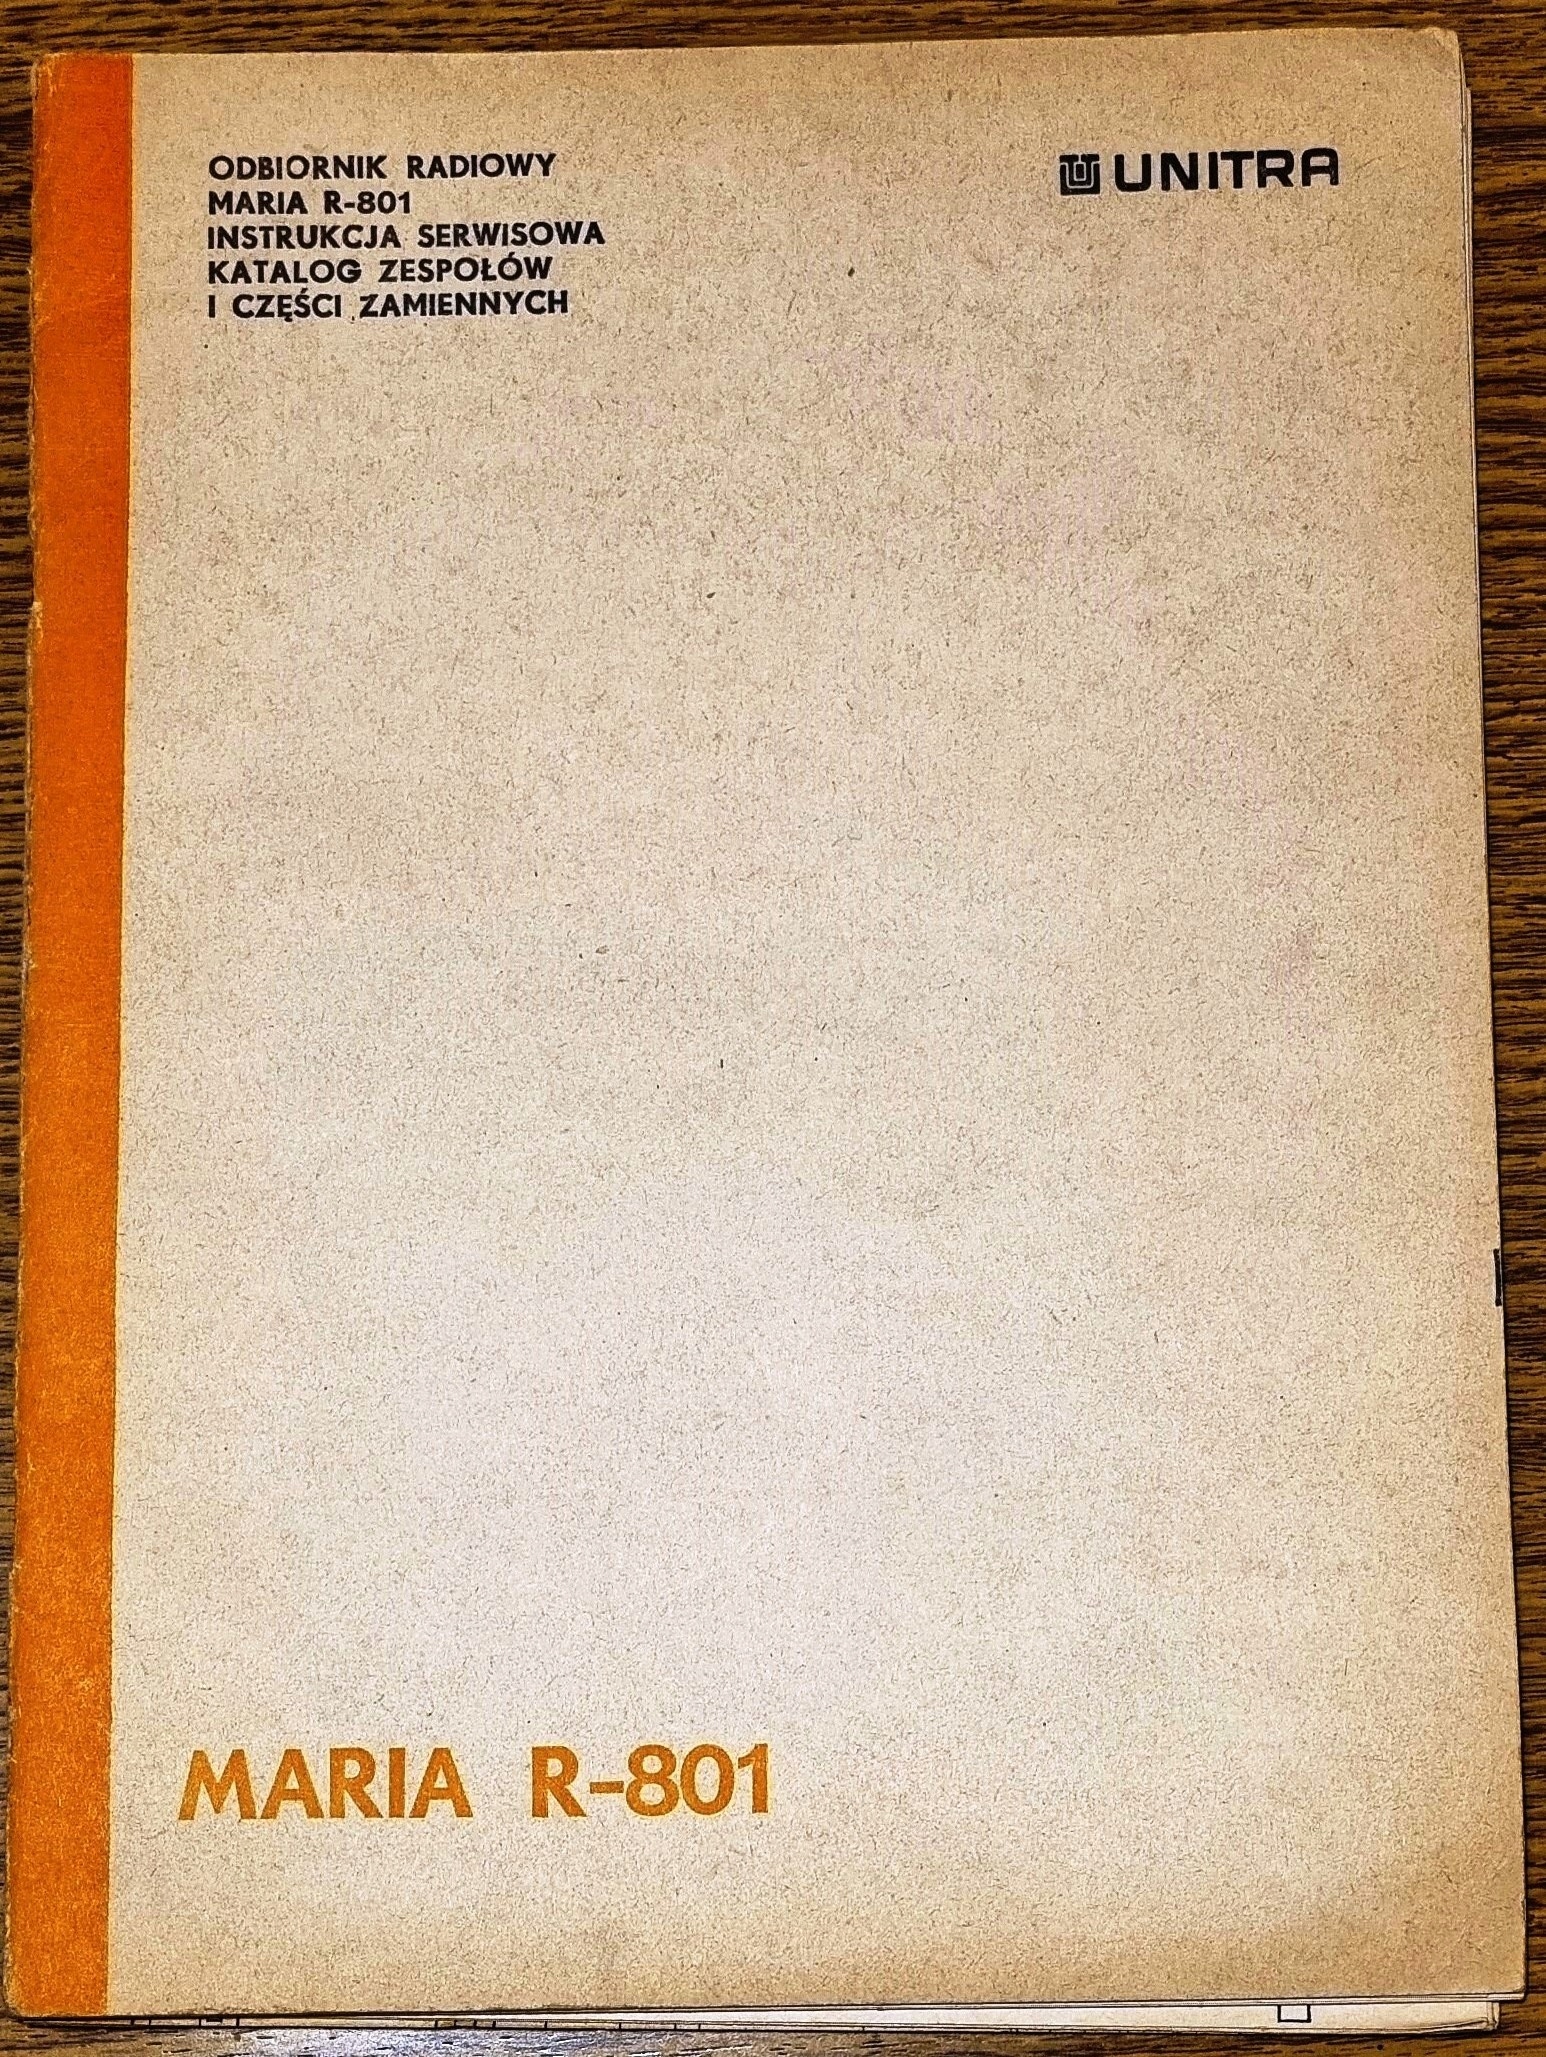 ODBIORNIK RADIOWY
MARIA R-801
INSTRUKCJA SERWISOWA
KATALOG ZESPOŁÓW
I CZĘŚCI ZAMIENNYCH
UNITRA
MARIA R-801